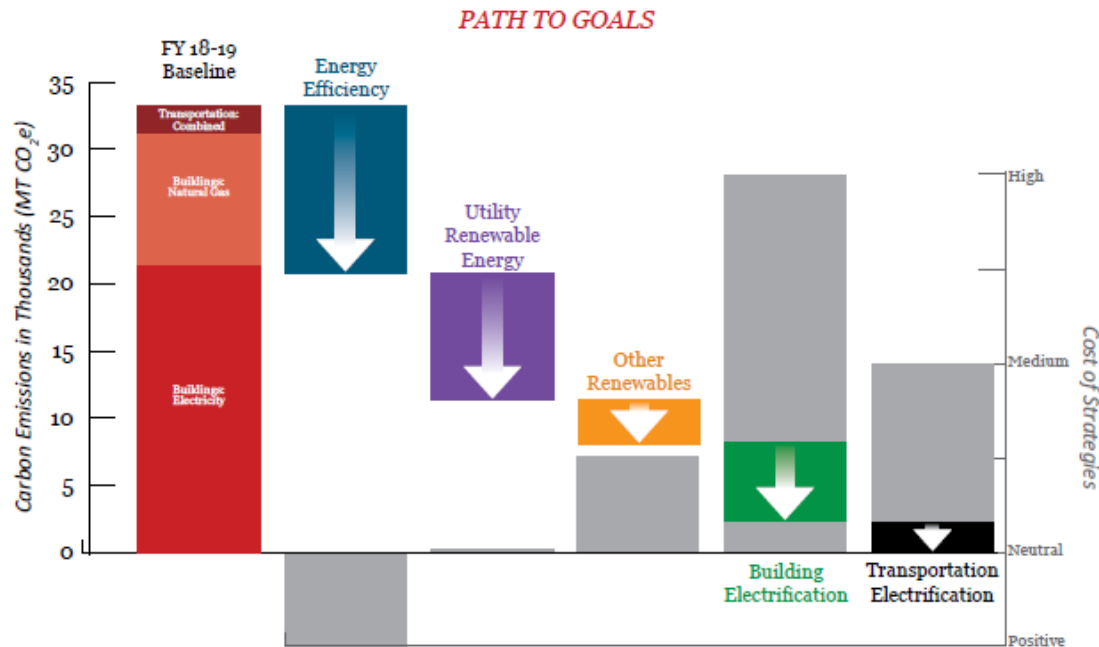 PATH TO GOALS
FY 18-19
Baseline
Energy
Efficiency
Utility
Renewable
Energy
Other
Renewables
Building
Electrification
Transportation
Electrification
Carbon Emissions in Thousands (MT CO₂e)
35
30
25
20
15
10
5
0
Transportation:
Combined
Buildings:
Natural Gas
Buildings:
Electricity
High
Medium
Neutral
Positive
Cost of Strategies